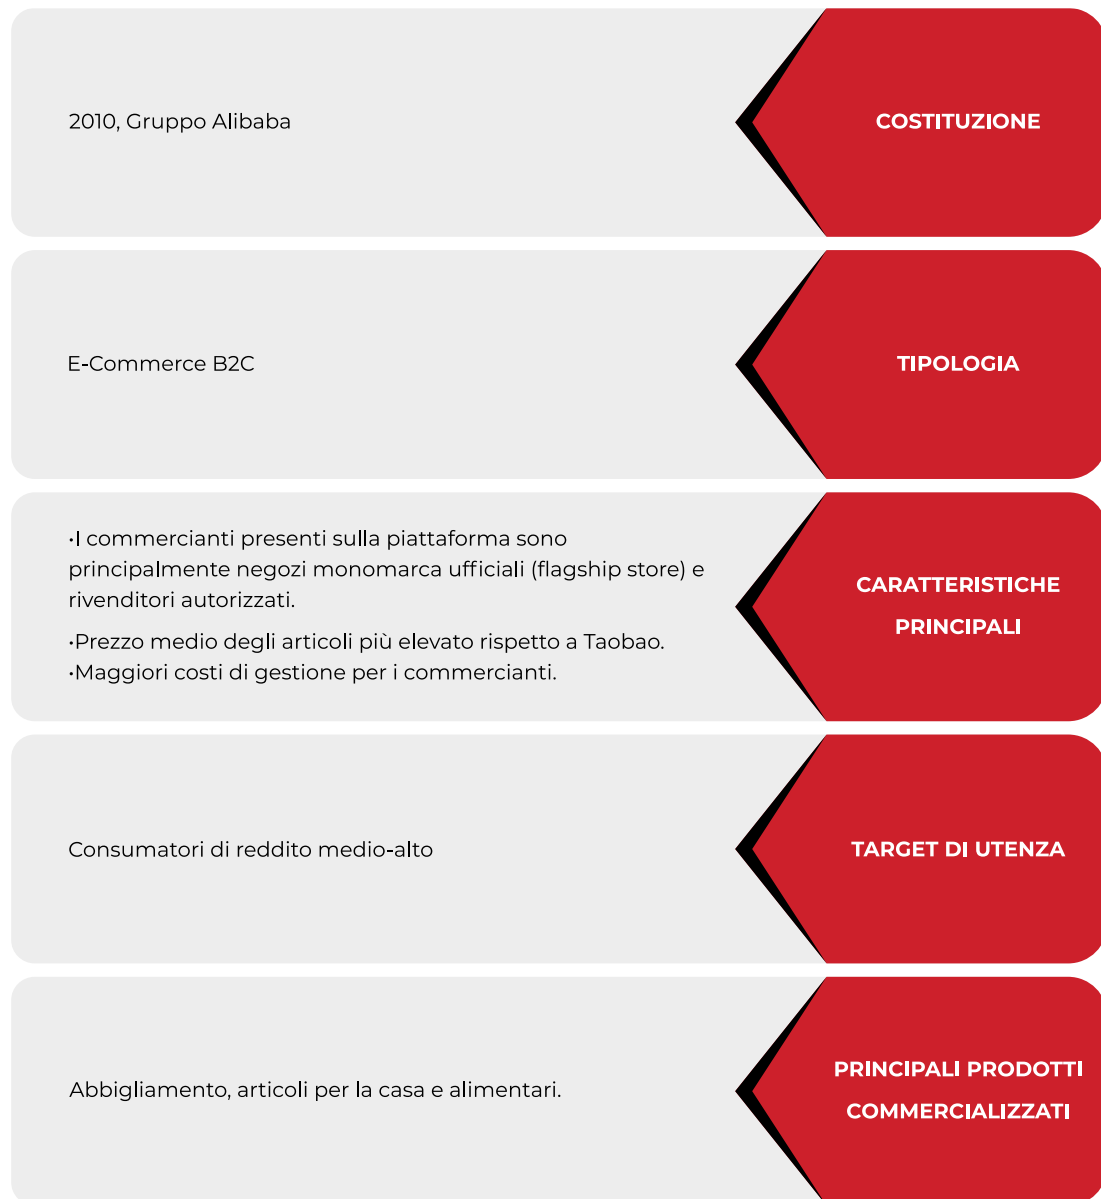 2010, Gruppo Alibaba
COSTITUZIONE
E-Commerce B2C
TIPOLOGIA
•I commercianti presenti sulla piattaforma sono
principalmente negozi monomarca ufficiali (flagship store) e
rivenditori autorizzati.
•Prezzo medio degli articoli più elevato rispetto a Taobao.
•Maggiori costi di gestione per i commercianti.
CARATTERISTICHE
PRINCIPALI
Consumatori di reddito medio-alto
TARGET DI UTENZA
Abbigliamento, articoli per la casa e alimentari.
PRINCIPALI PRODOTTI
COMMERCIALIZZATI